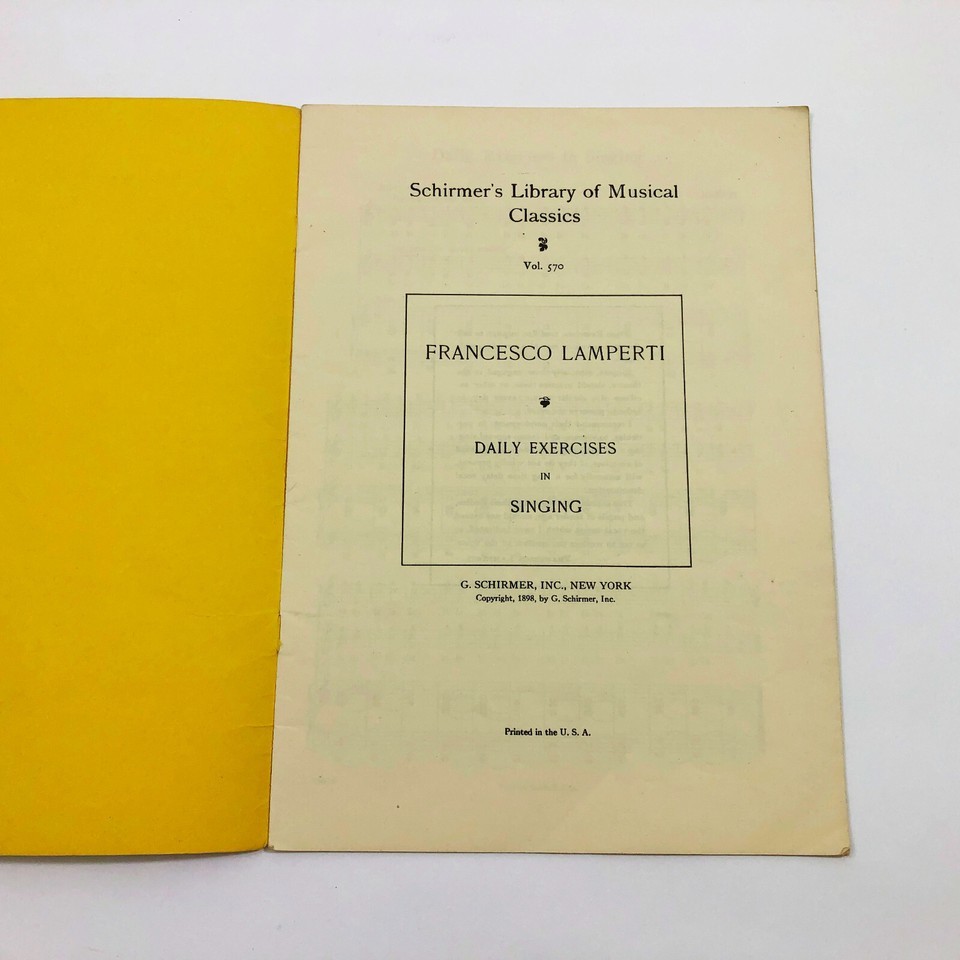 Schirmer's Library of Musical
Classics
Vol. 570
FRANCESCO LAMPERTI
DAILY EXERCISES
IN
SINGING
G. SCHIRMER, INC., NEW YORK
Copyright, 1898, by G. Schirmer, Inc.
Printed in the U. S. A.